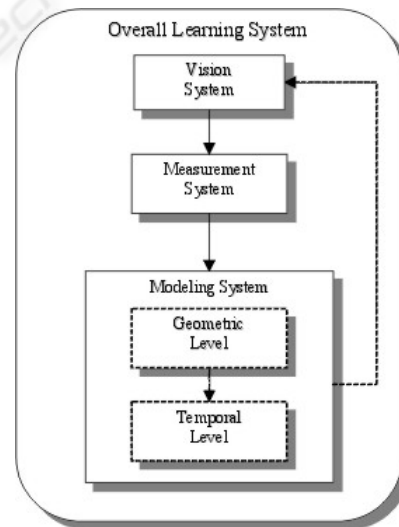 Overall Learning System
Vision
System
Measurement
System
Modeling System
Geometric
Level
Temporal
Level